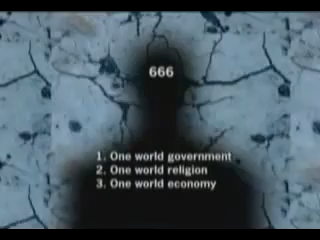 666
1. One world government
2. One world religion
3. One world economy